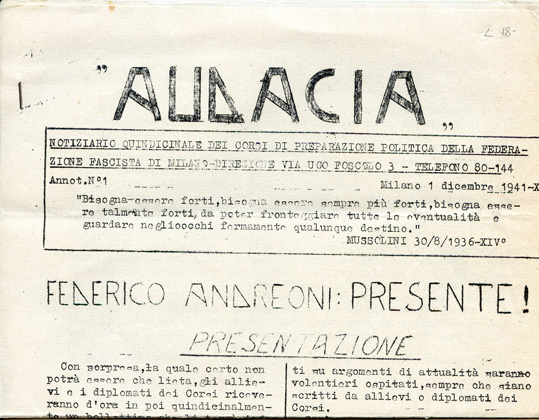 L 18-
" AUDACIA "
NOTIZIARIO QUINDICINALE DEI CORSI DI PREPARAZIONE POLITICA DELLA FEDERA-
ZIONE FASCISTA DI MILANO-DIREZIONE VIA UGO FOSCOLO 3 - TELEFONO 80-144
Annot.N°1 Milano 1 dicembre 1941-X
"Bisogna essere forti,bisogna essere sempre più forti,bisogna esse-
re talmente forti,da poter fronteggiare tutte le eventualità e
guardare negliocchi fermamente qualunque destino."
MUSSOLINI 30/8/1936-XIV°
FEDERICO ANDREONI: PRESENTE!
PRESENTAZIONE
Con sorpresa,la quale certo non
potrà essere che lieta,gli allie-
vi e i diplomati dei Corsi riceve-
ranno d'ora in poi quindicinalmen-
te un bollettino che
ti su argomenti di attualità saranno
volentieri ospitati,sempre che siano
scritti da allievi o diplomati dei
Corsi.